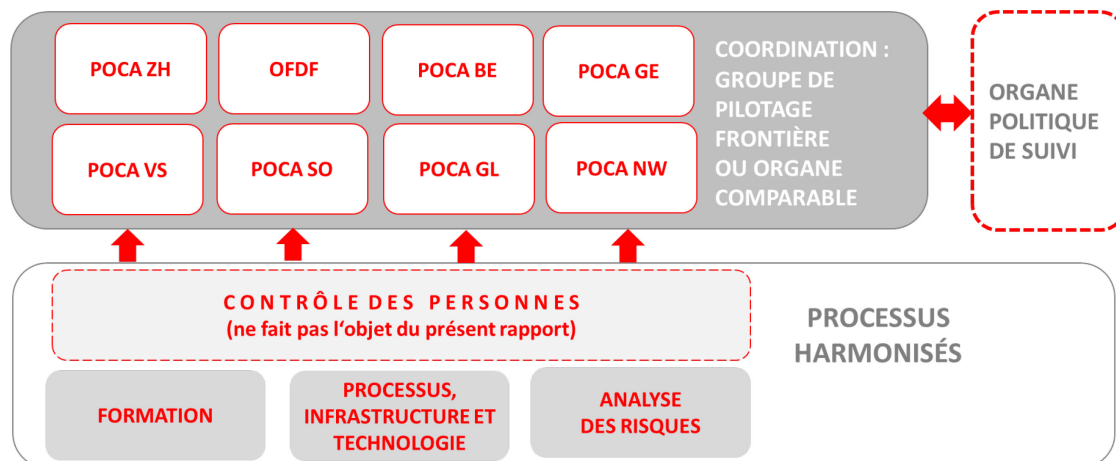 POCA ZH
OFDF
POCA BE
POCA GE
POCA VS
POCA SO
POCA GL
POCA NW
COORDINATION :
GROUPE DE
PILOTAGE
FRONTIÈRE
OU ORGANE
COMPARABLE
ORGANE
POLITIQUE
DE SUIVI
CONTRÔLE DES PERSONNES
(ne fait pas l‘objet du présent rapport)
PROCESSUS
HARMONISÉS
FORMATION
PROCESSUS,
INFRASTRUCTURE ET
TECHNOLOGIE
ANALYSE
DES RISQUES